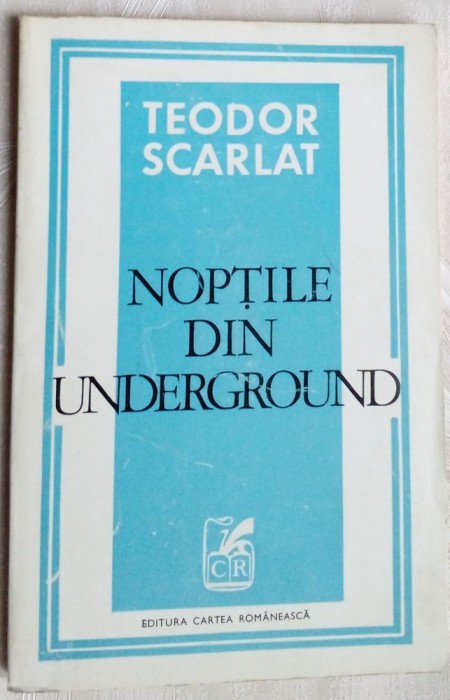 TEODOR
SCARLAT
NOPȚILE
DIN
UNDERGROUND
CR
EDITURA CARTEA ROMÂNEASCĂ